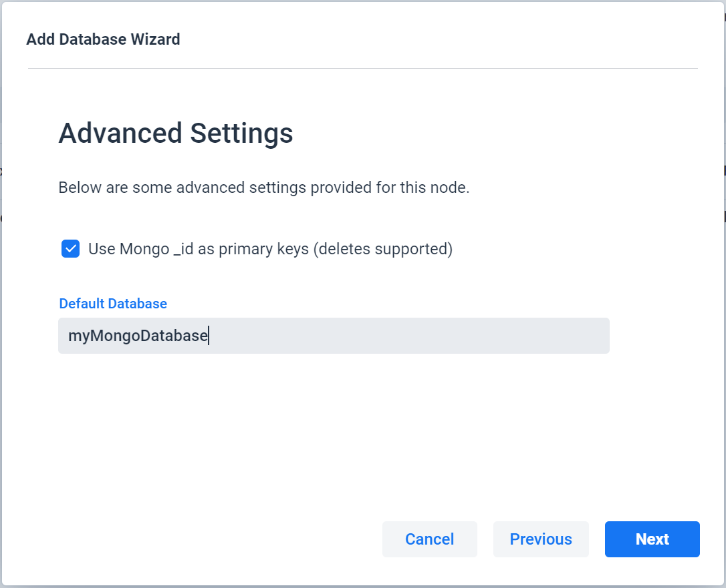 Add Database Wizard
Advanced Settings
Below are some advanced settings provided for this node.
Use Mongo _id as primary keys (deletes supported)
Default Database
myMongoDatabase
Cancel Previous Next